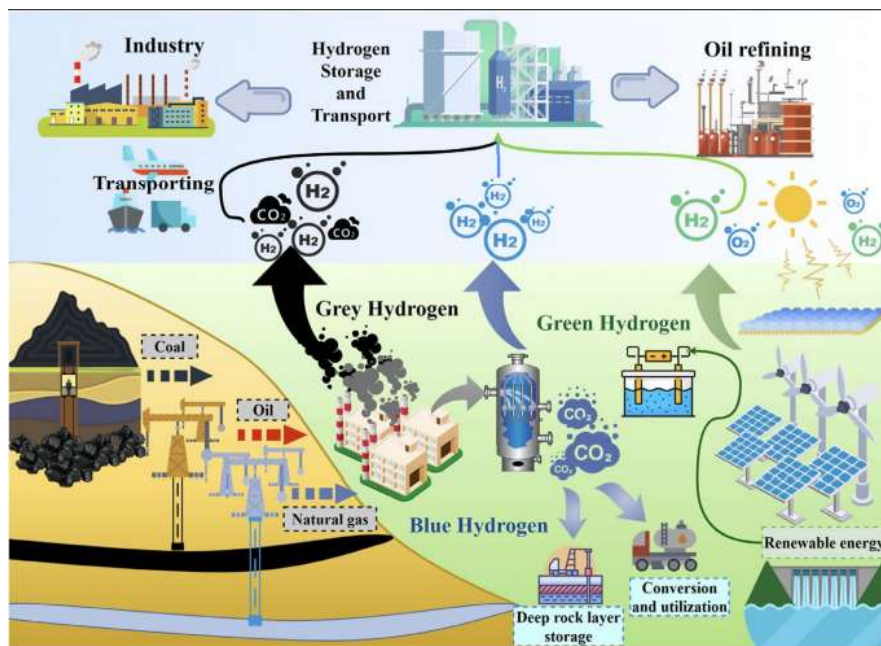 Industry
Hydrogen
Storage
and
Transport
H₂
Oil refining
Transporting
H2
CO₂
CO₂
H2
H2
H2
H2
H2
H2
H2
O₂
O₂
H2
Grey Hydrogen
Green Hydrogen
Coal
Oil
Natural gas
CO₂
CO₂
CO₂
Blue Hydrogen
Renewable energy
Deep rock layer
storage
Conversion
and utilization